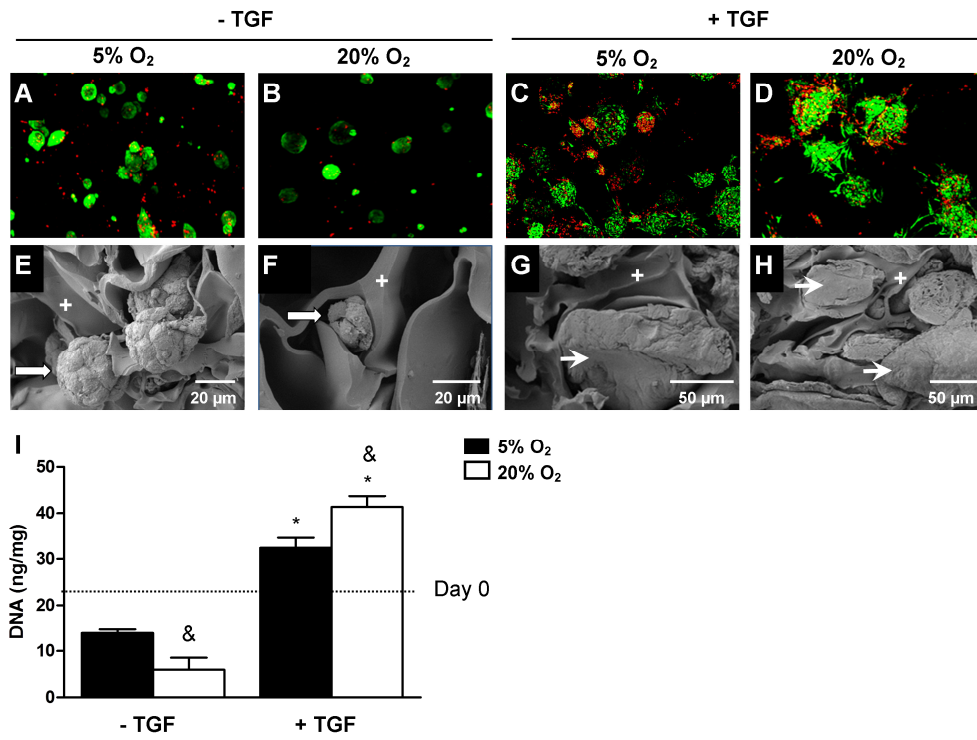 - TGF
+ TGF
5% O₂
20% O₂
5% O₂
20% O₂
A
B
C
D
E
+
20 µm
F
+
20 µm
G
+
50 µm
H
+
50 µm
I
5% O₂
20% O₂
DNA (ng/mg)
50
40
30
20
10
0
&
*
&
*
Day 0
- TGF
+ TGF